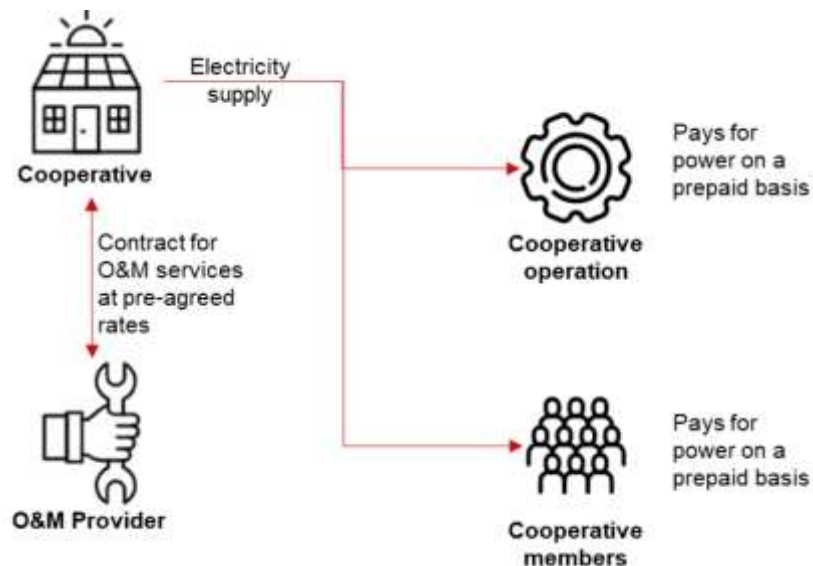 Electricity
supply
Cooperative
Pays for
power on a
prepaid basis
Cooperative
operation
Contract for
O&M services
at pre-agreed
rates
O&M Provider
Pays for
power on a
prepaid basis
Cooperative
members